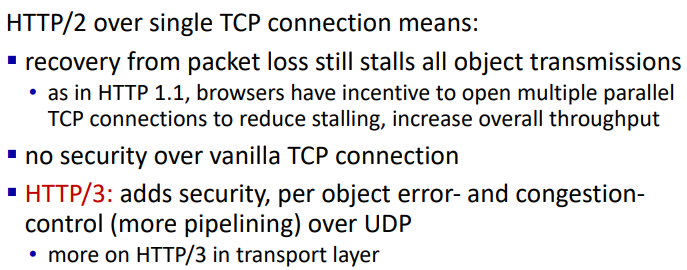 HTTP/2 over single TCP connection means:
▪ recovery from packet loss still stalls all object transmissions
• as in HTTP 1.1, browsers have incentive to open multiple parallel
TCP connections to reduce stalling, increase overall throughput
▪ no security over vanilla TCP connection
▪ HTTP/3: adds security, per object error- and congestion-
control (more pipelining) over UDP
• more on HTTP/3 in transport layer